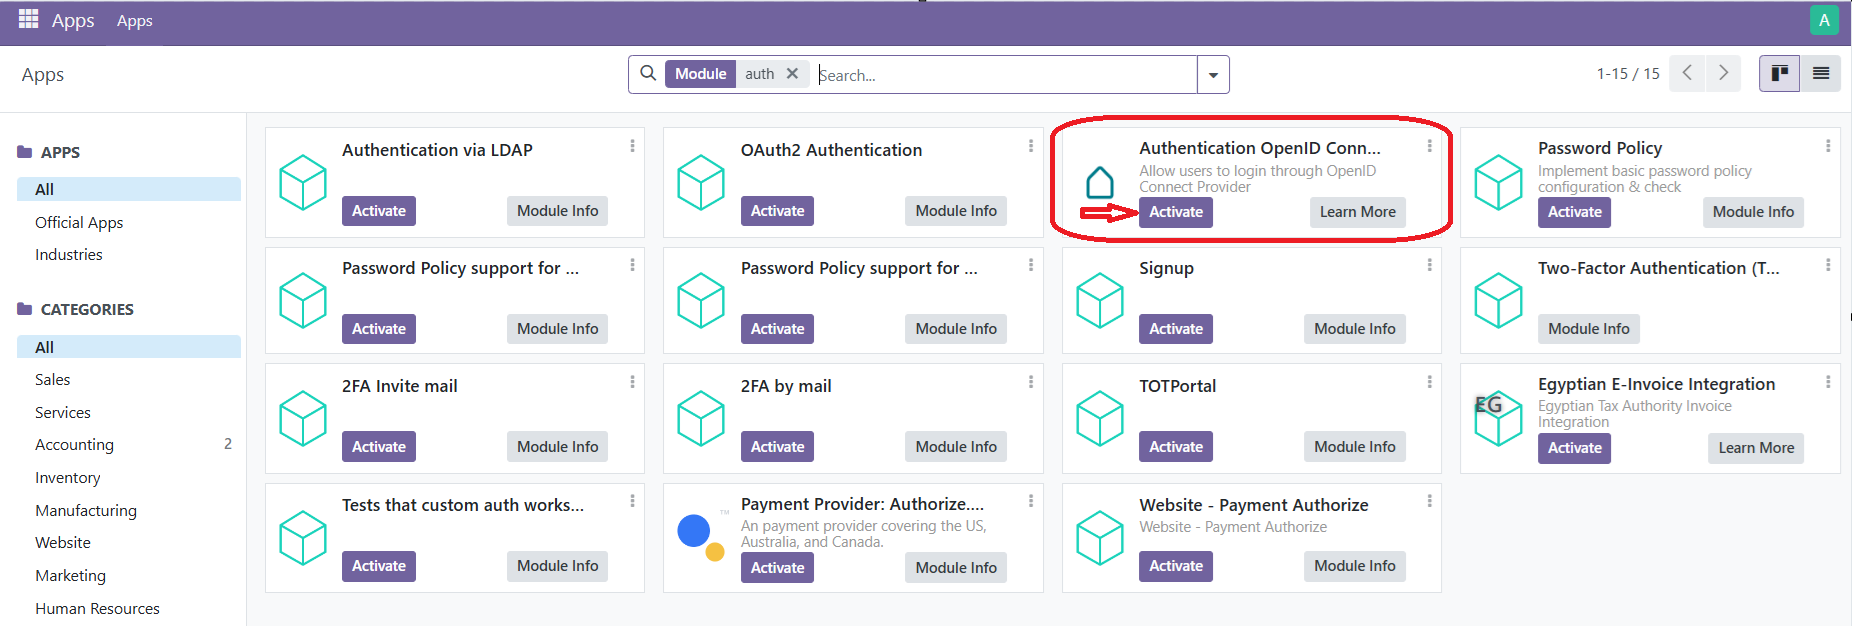 Apps Apps A
Apps
Module auth ✕ Search...
1-15 / 15
APPS
All
Official Apps
Industries
CATEGORIES
All
Sales
Services
Accounting 2
Inventory
Manufacturing
Website
Marketing
Human Resources
Authentication via LDAP
Activate Module Info
OAuth2 Authentication
Activate Module Info
Authentication OpenID Conn...
Allow users to login through OpenID
Connect Provider
Activate Learn More
Password Policy
Implement basic password policy
configuration & check
Activate Module Info
Password Policy support for ...
Activate Module Info
Password Policy support for ...
Activate Module Info
Signup
Activate Module Info
Two-Factor Authentication (T...
Module Info
2FA Invite mail
Activate Module Info
2FA by mail
Activate Module Info
TOTPortal
Activate Module Info
EG
Egyptian E-Invoice Integration
Egyptian Tax Authority Invoice
Integration
Activate Learn More
Tests that custom auth works...
Activate Module Info
TM
Payment Provider: Authorize....
An payment provider covering the US,
Australia, and Canada.
Activate Module Info
Website - Payment Authorize
Website - Payment Authorize
Activate Module Info